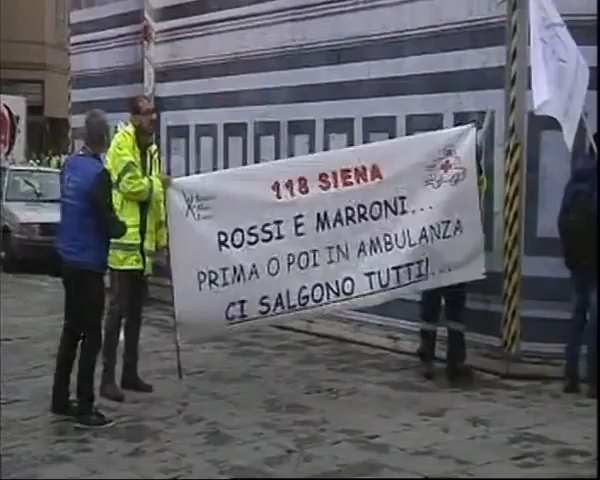 118 SIENA
ROSSI E MARRONI...
PRIMA O POI IN AMBULANZA
CI SALGONO TUTTI!....